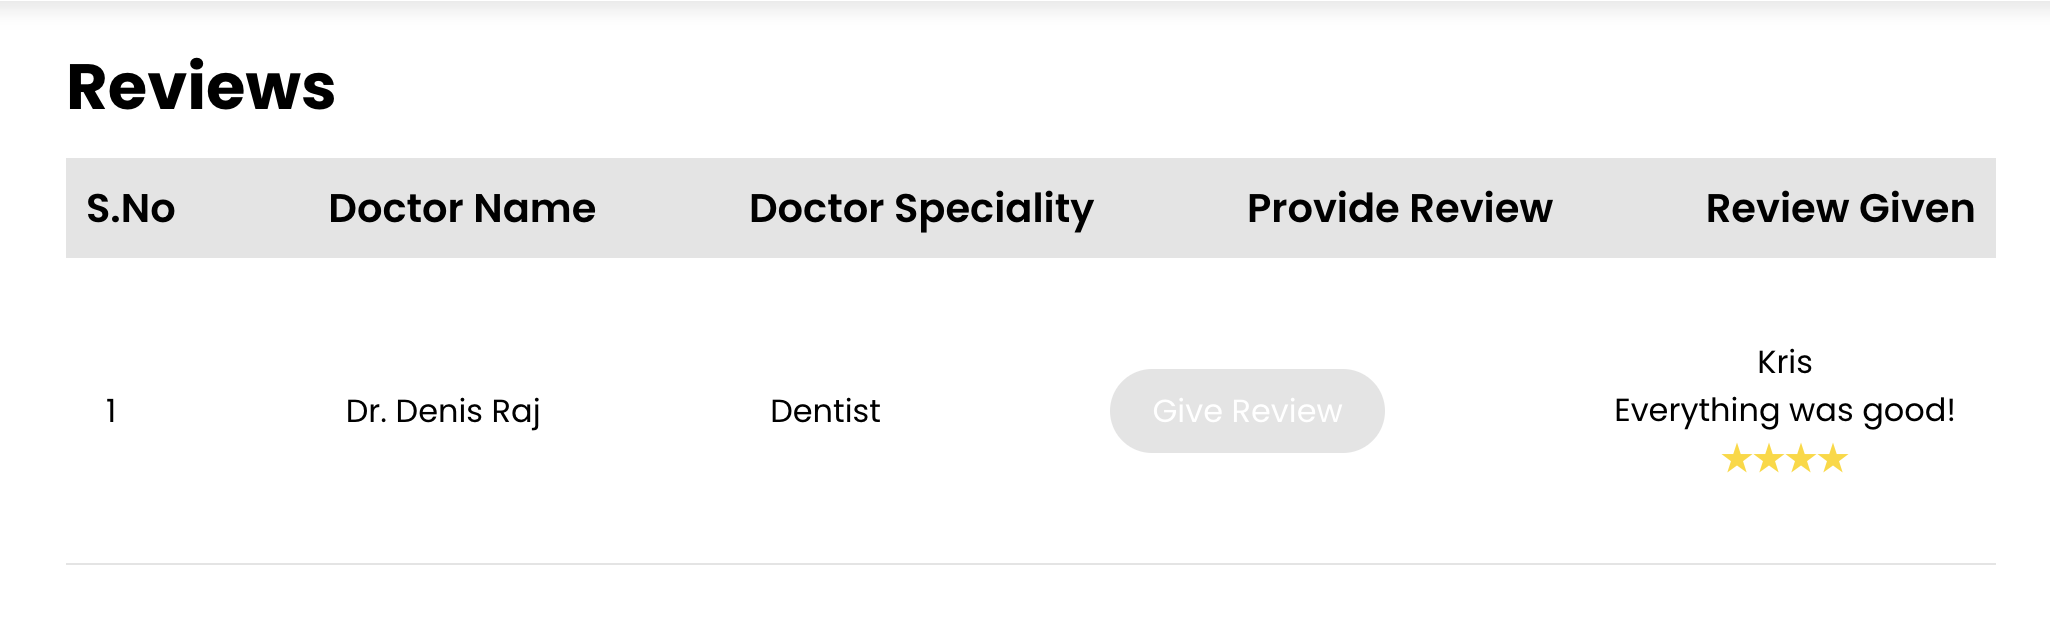 Reviews
S.No Doctor Name Doctor Speciality Provide Review Review Given
Kris
1 Dr. Denis Raj Dentist Give Review Everything was good!
★★★★